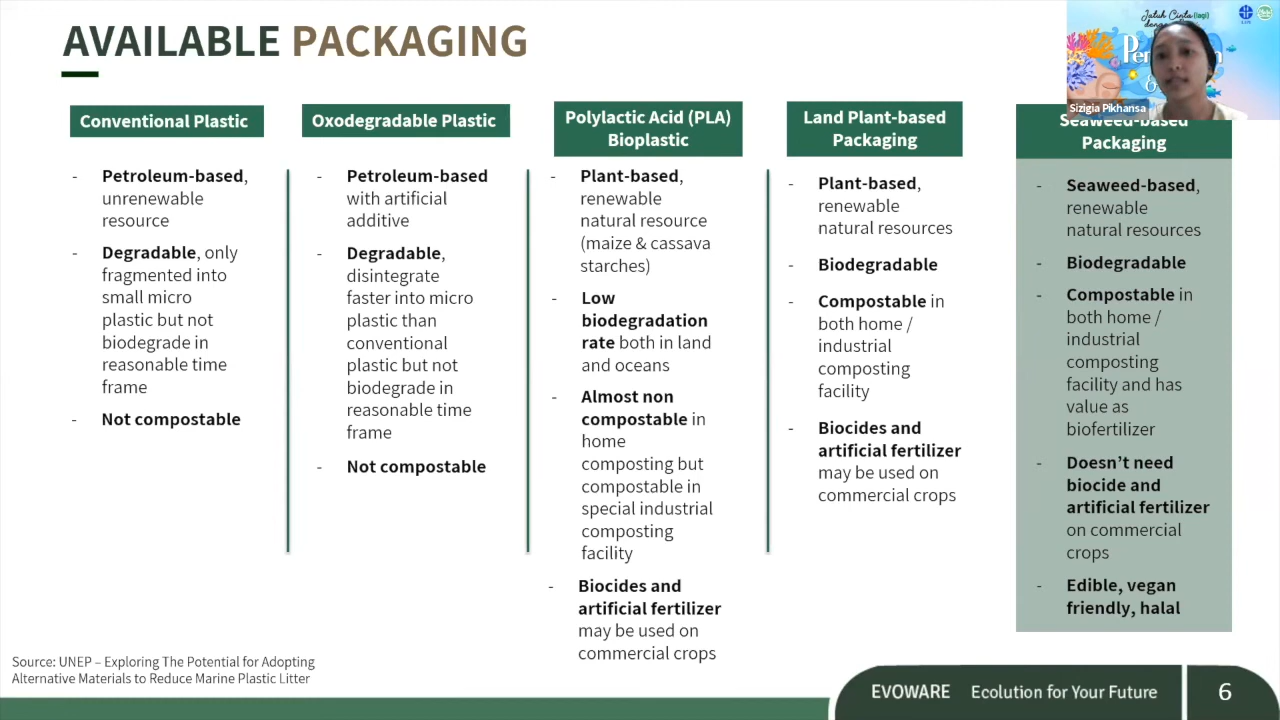 AVAILABLE PACKAGING
Jatuh Cinta (lagi)
Sizigia Pikhansa
Conventional Plastic
- Petroleum-based,
unrenewable
resource
- Degradable, only
fragmented into
small micro
plastic but not
biodegrade in
reasonable time
frame
- Not compostable
Oxodegradable Plastic
- Petroleum-based
with artificial
additive
- Degradable,
disintegrate
faster into micro
plastic than
conventional
plastic but not
biodegrade in
reasonable time
frame
- Not compostable
Polylactic Acid (PLA)
Bioplastic
- Plant-based,
renewable
natural resource
(maize & cassava
starches)
- Low
biodegradation
rate both in land
and oceans
- Almost non
compostable in
home
composting but
compostable in
special industrial
composting
facility
- Biocides and
artificial fertilizer
may be used on
commercial crops
Land Plant-based
Packaging
- Plant-based,
renewable
natural resources
- Biodegradable
- Compostable in
both home /
industrial
composting
facility
- Biocides and
artificial fertilizer
may be used on
commercial crops
Seaweed-based
Packaging
- Seaweed-based,
renewable
natural resources
- Biodegradable
- Compostable in
both home /
industrial
composting
facility and has
value as
biofertilizer
- Doesn’t need
biocide and
artificial fertilizer
on commercial
crops
- Edible, vegan
friendly, halal
Source: UNEP – Exploring The Potential for Adopting
Alternative Materials to Reduce Marine Plastic Litter
EVOWARE Ecolution for Your Future
6